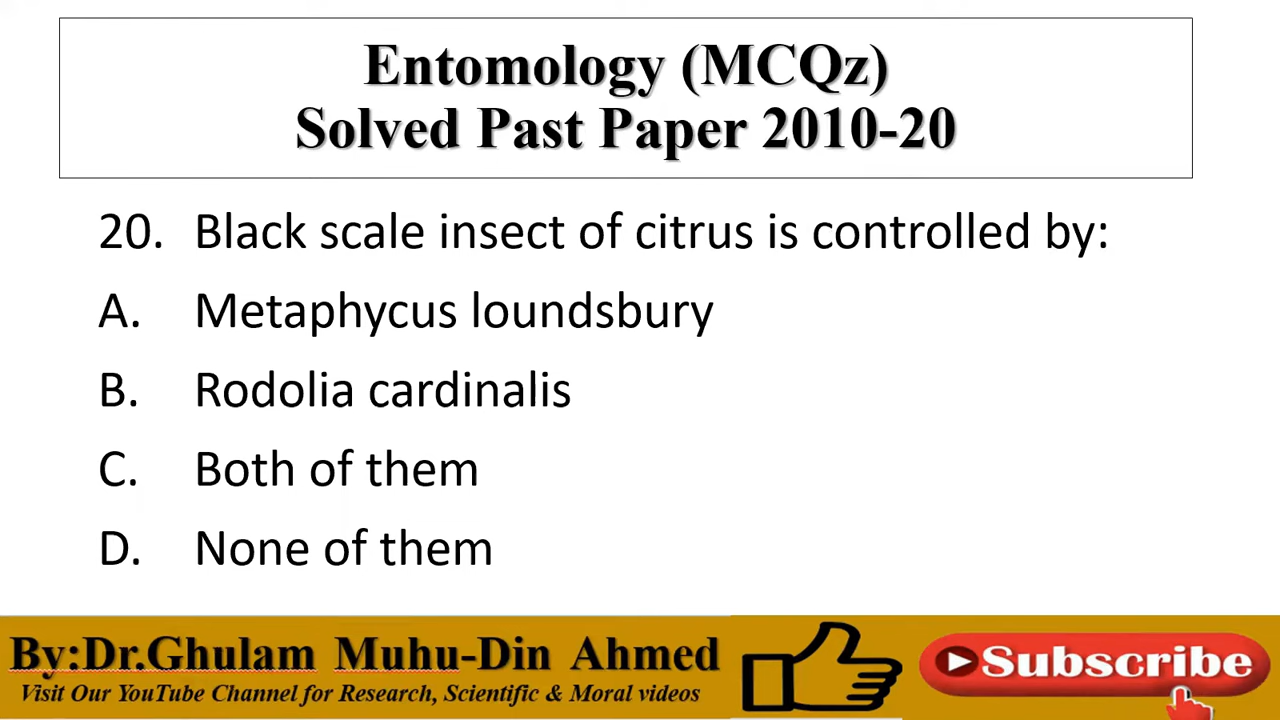 Entomology (MCQz)
Solved Past Paper 2010-20
20. Black scale insect of citrus is controlled by:
A. Metaphycus loundsbury
B. Rodolia cardinalis
C. Both of them
D. None of them
By:Dr.Ghulam Muhu-Din Ahmed
Visit Our YouTube Channel for Research, Scientific & Moral videos
Subscribe